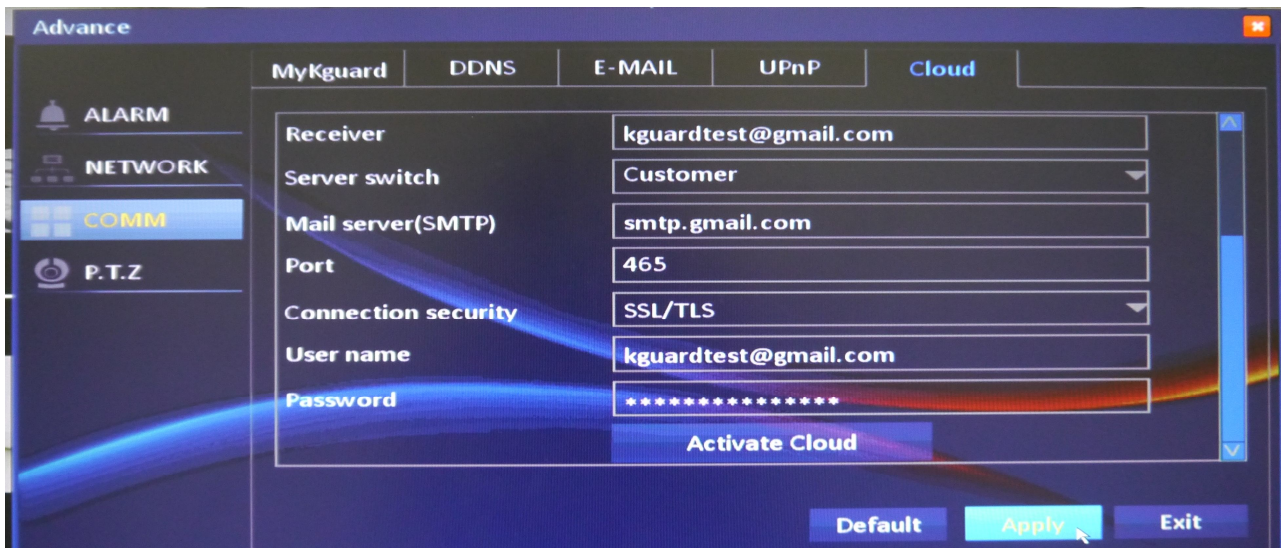 Advance
MyKguard DDNS E-MAIL UPnP Cloud
ALARM
NETWORK
COMM
P.T.Z
Receiver kguardtest@gmail.com
Server switch Customer
Mail server(SMTP) smtp.gmail.com
Port 465
Connection security SSL/TLS
User name kguardtest@gmail.com
Password ***************
Activate Cloud
Default Apply Exit